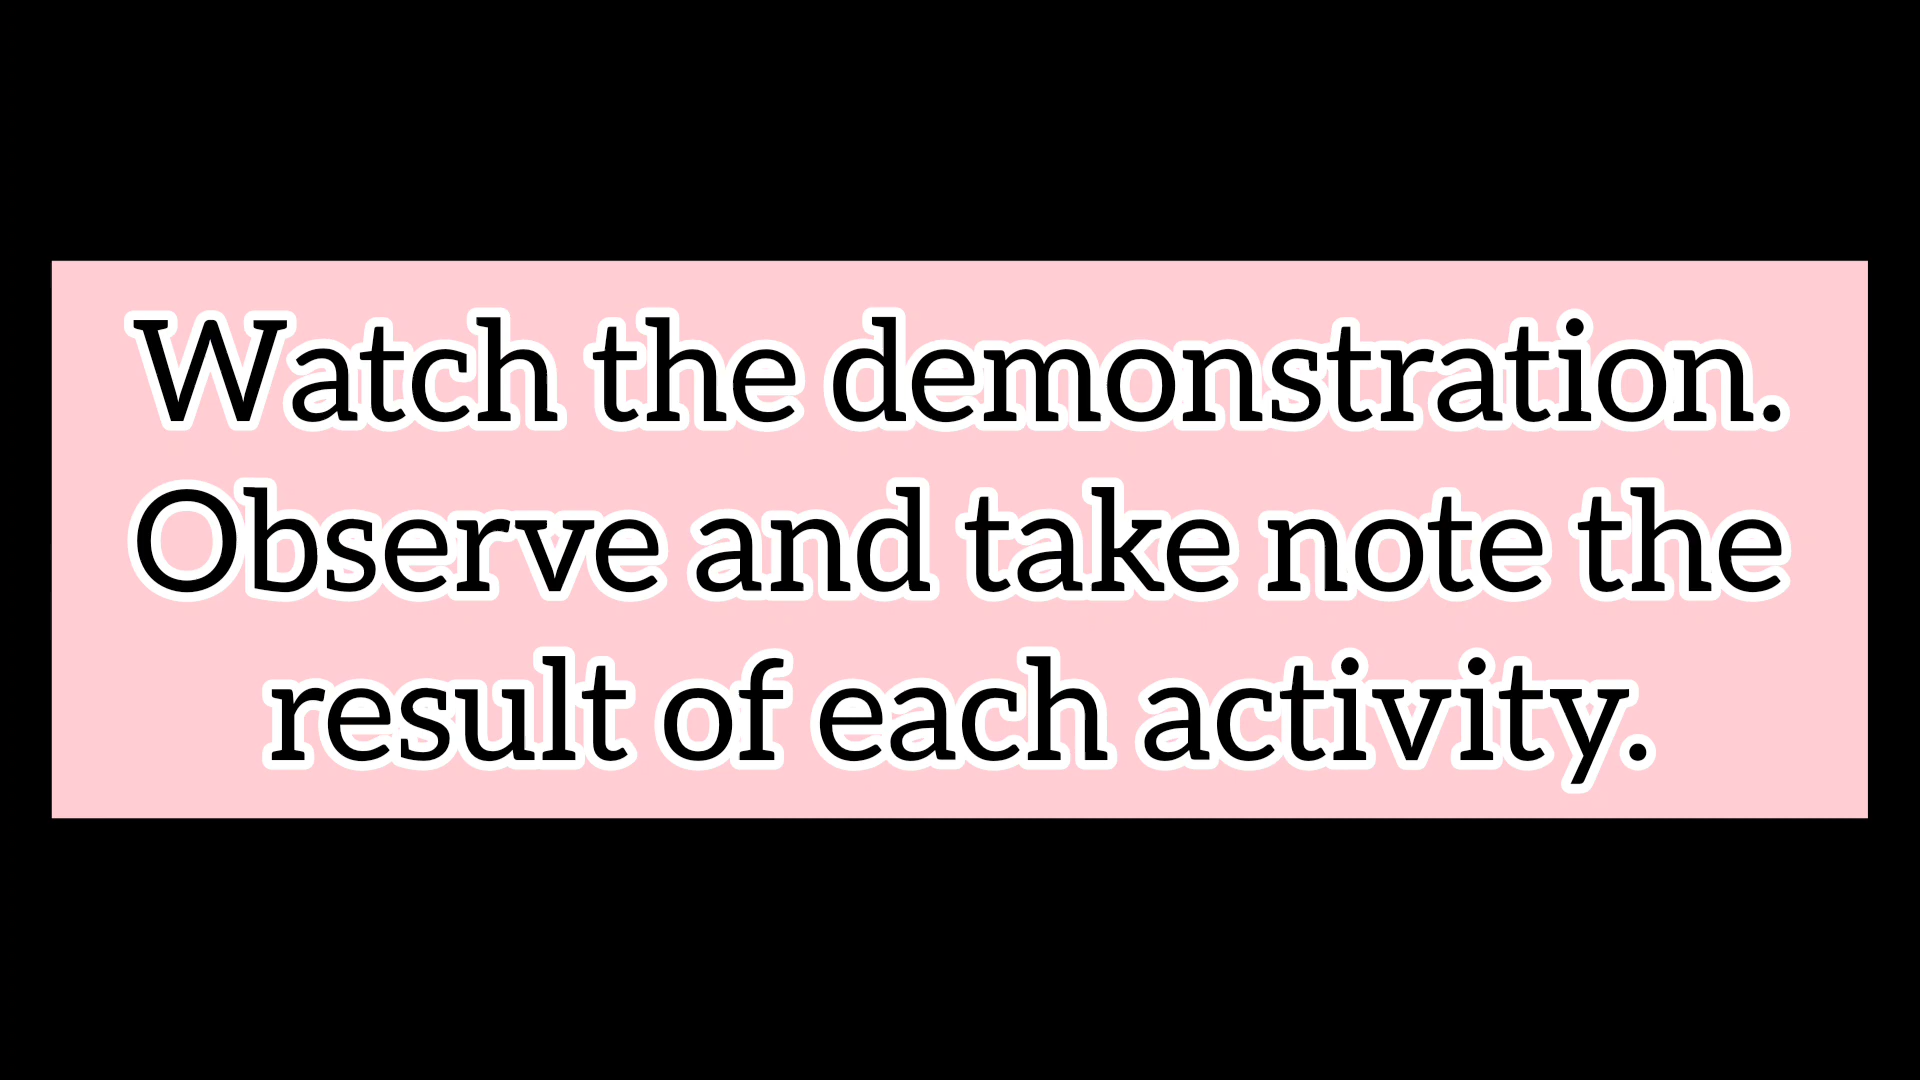 Watch the demonstration.
Observe and take note the
result of each activity.